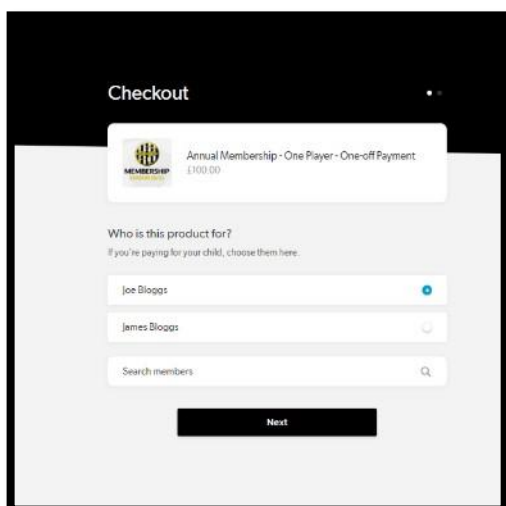 Checkout
Annual Membership - One Player - One-off Payment
£100.00
MEMBERSHIP
Who is this product for?
If you're paying for your child, choose them here.
Joe Bloggs
James Bloggs
Search members
Next